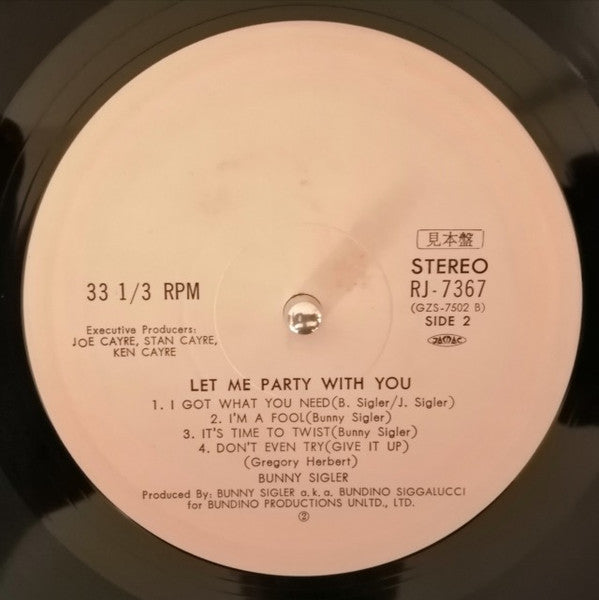 見本盤
33 1/3 RPM
STEREO
RJ-7367
(GZS-7502 B)
SIDE 2
Executive Producers:
JOE CAYRE, STAN CAYRE,
KEN CAYRE
LET ME PARTY WITH YOU
1. I GOT WHAT YOU NEED(B. Sigler/J. Sigler)
2. I'M A FOOL(Bunny Sigler)
3. IT'S TIME TO TWIST(Bunny Sigler)
4. DON'T EVEN TRY(GIVE IT UP)
(Gregory Herbert)
BUNNY SIGLER
Produced By: BUNNY SIGLER a.k.a. BUNDINO SIGGALUCCI
for BUNDINO PRODUCTIONS UNLTD., LTD.
②